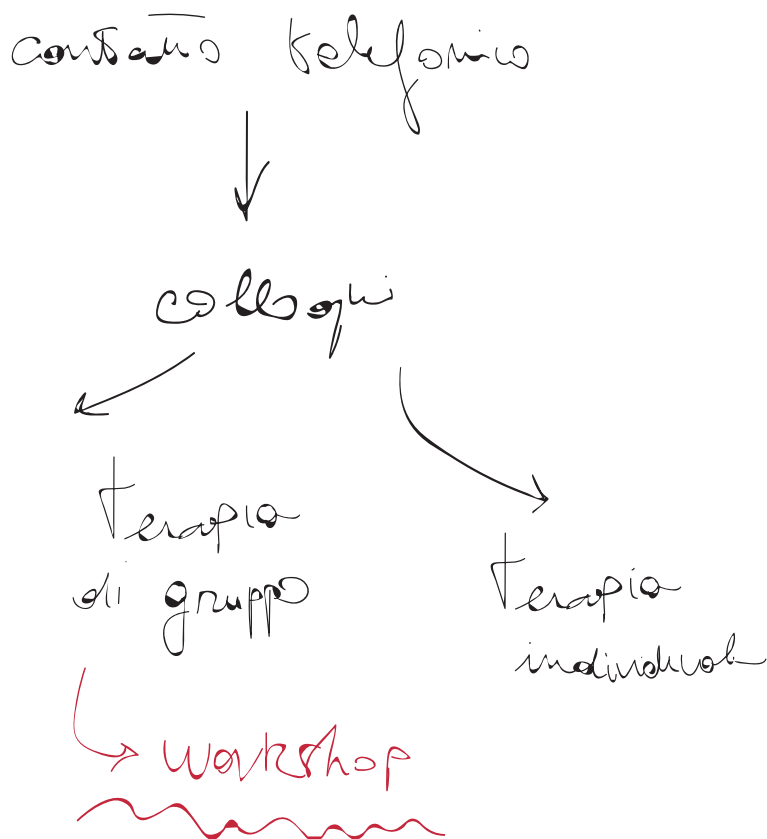 contatto telefonico
colloqui
terapia
di gruppo
terapia
individuale
workshop